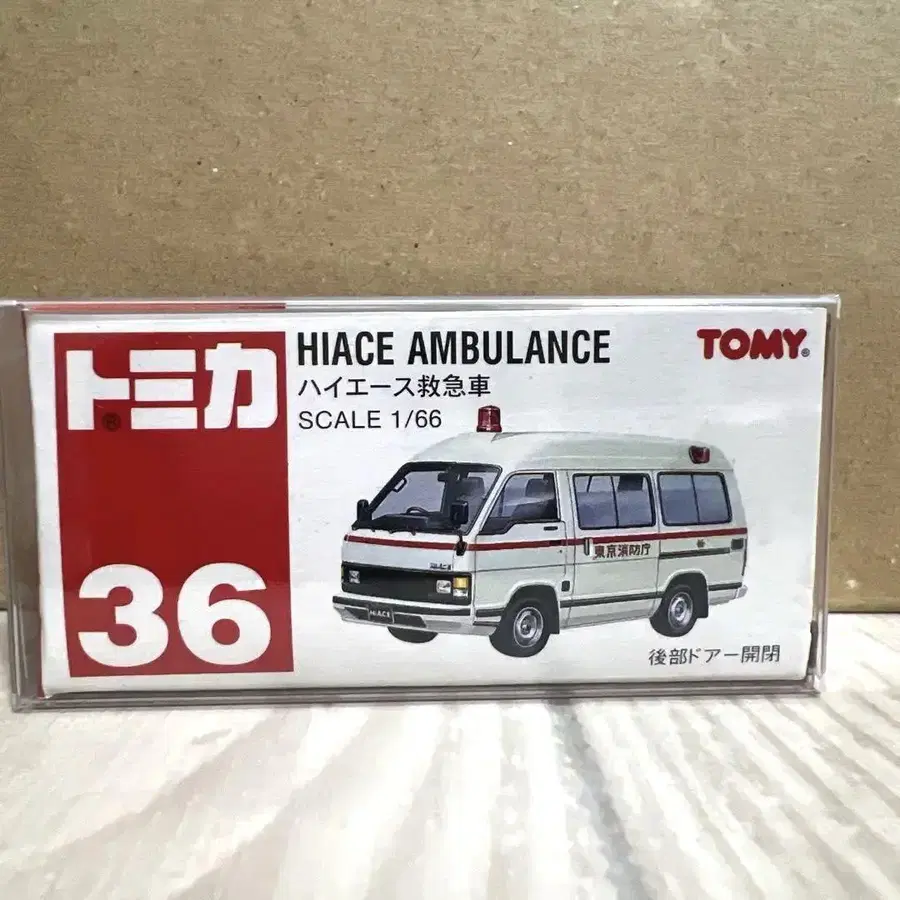 トミカ
36
HIACE AMBULANCE
ハイエース救急車
SCALE 1/66
TOMY
東京消防庁
HIACE
後部ドアー開閉